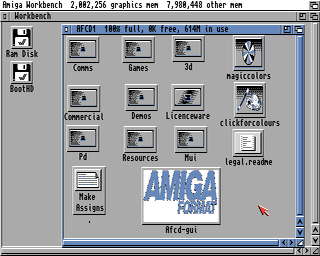 Amiga Workbench  2,002,256 graphics mem  7,980,448 other mem
Workbench
AFCD1  100% full, 0K free, 614M in use
Ram Disk
BootHD
Comms
Games
3d
magiccolors
Commercial
Demos
Licenceware
clickforcolours
Pd
Resources
Mui
legal.readme
Make
Assigns
.
AMIGA
FORMAT
Afcd-gui